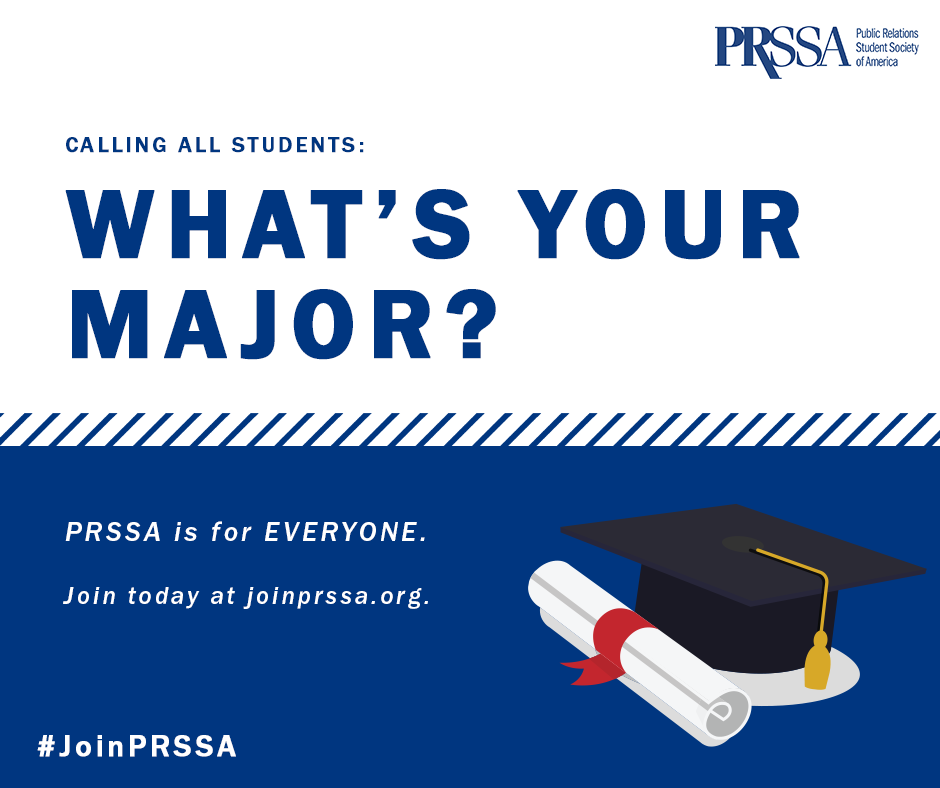 PRSSA
Public Relations
Student Society
of America
CALLING ALL STUDENTS:
WHAT’S YOUR
MAJOR?
PRSSA is for EVERYONE.
Join today at joinprssa.org.
#JoinPRSSA